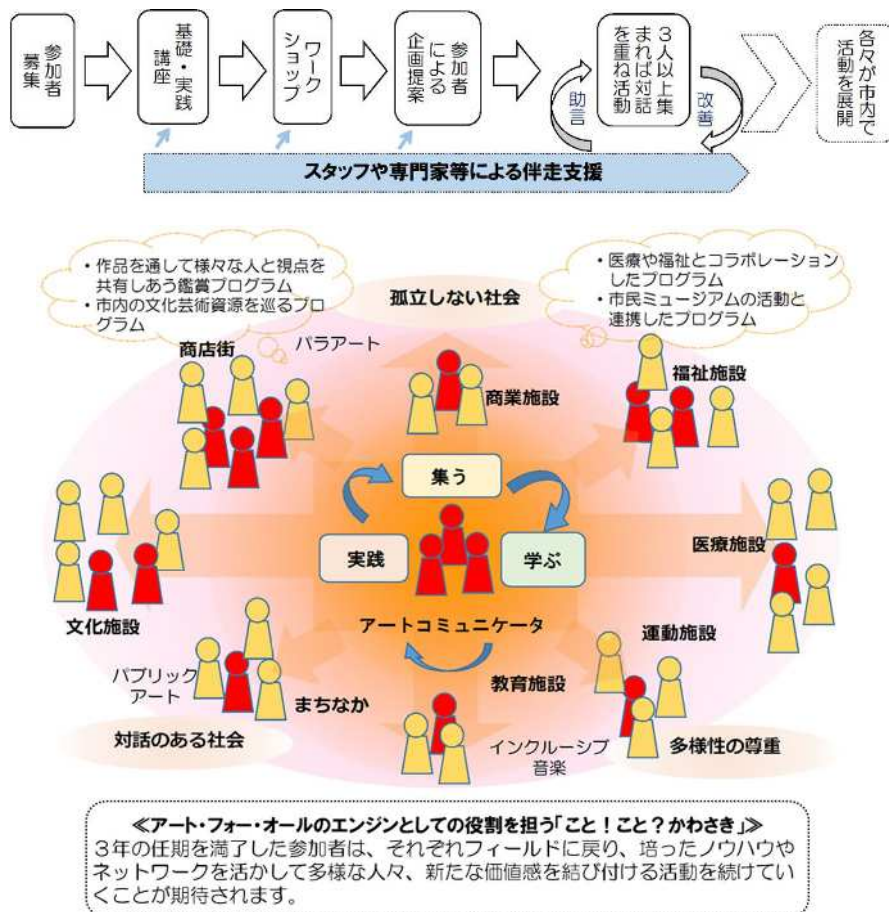 参加者
募集
基礎・実践
講座
ワーク
ショップ
参加者
による
企画提案
３人以上集
まれば対話
を重ね活動
助言
改善
各々が市内で
活動を展開
スタッフや専門家等による伴走支援
・作品を通して様々な人と視点を
共有しあう鑑賞プログラム
・市内の文化芸術資源を巡るプロ
グラム
・医療や福祉とコラボレーション
したプログラム
・市民ミュージアムの活動と
連携したプログラム
孤立しない社会
商店街
パラアート
商業施設
福祉施設
集う
実践
学ぶ
医療施設
文化施設
アートコミュニケータ
運動施設
パブリック
アート
まちなか
教育施設
対話のある社会
インクルーシブ
音楽
多様性の尊重
≪アート・フォー・オールのエンジンとしての役割を担う「こと！こと？かわさき」≫
３年の任期を満了した参加者は、それぞれフィールドに戻り、培ったノウハウや
ネットワークを活かして多様な人々、新たな価値感を結び付ける活動を続けてい
くことが期待されます。